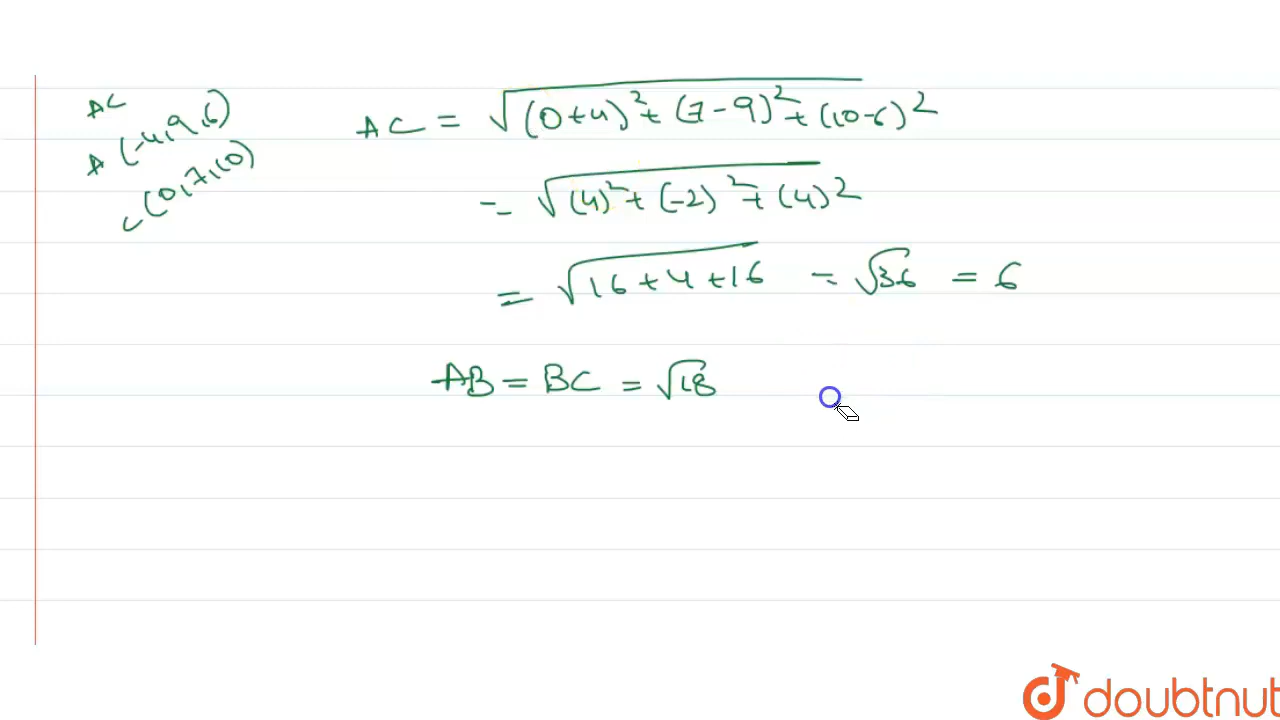 AC
A (-4,9,6)
C (0,7,10)
AC = √((0+4)²+(7-9)²+(10-6)²)
= √((4)²+(-2)²+(4)²)
= √(16+4+16) = √36 = 6
AB = BC = √18
doubtnut